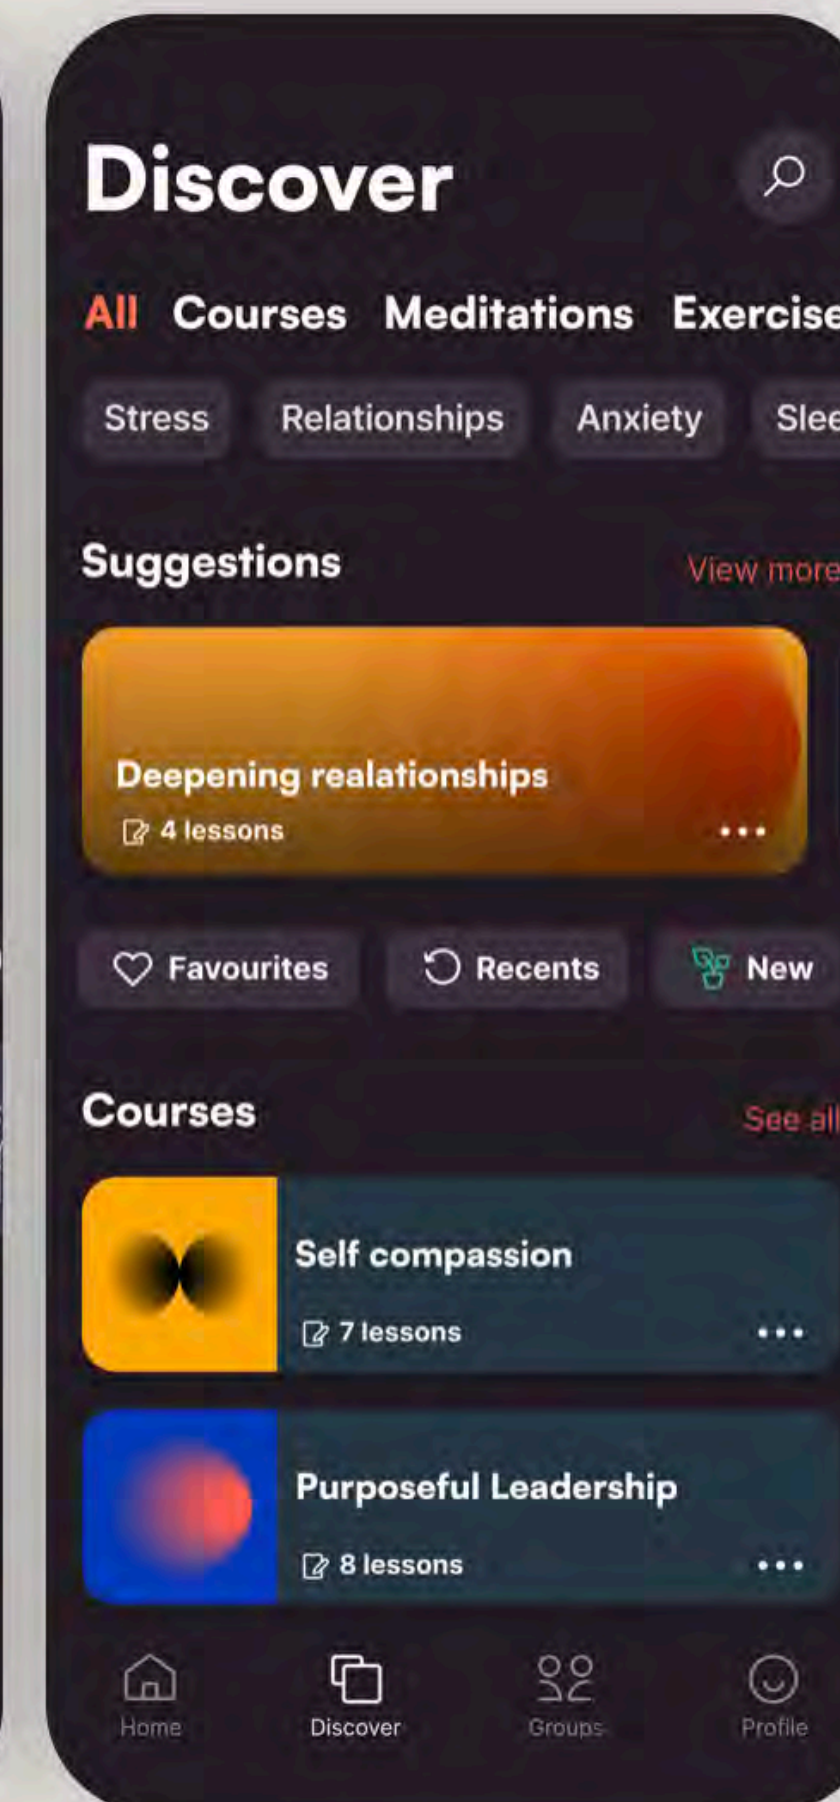 Discover
All Courses Meditations Exercise
Stress Relationships Anxiety Slee
Suggestions View more
Deepening realationships
4 lessons
Favourites Recents New
Courses See all
Self compassion
7 lessons
Purposeful Leadership
8 lessons
Home Discover Groups Profile